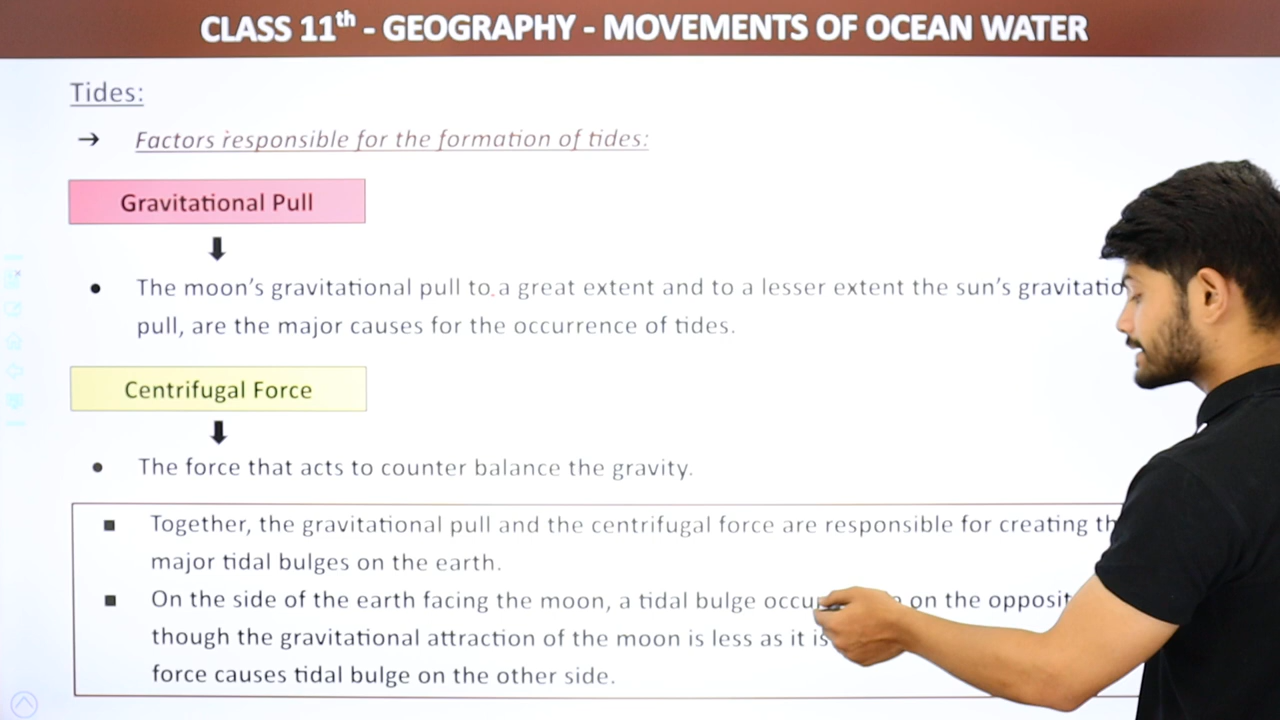 CLASS 11th - GEOGRAPHY - MOVEMENTS OF OCEAN WATER
Tides:
→ Factors responsible for the formation of tides:
Gravitational Pull
• The moon's gravitational pull to a great extent and to a lesser extent the sun's
pull, are the major causes for the occurrence of tides.
Centrifugal Force
• The force that acts to counter balance the gravity.
▪ Together, the gravitational pull and the centrifugal force are responsible for creating
major tidal bulges on the earth.
▪ On the side of the earth facing the moon, a tidal bulge on the
though the gravitational attraction of the moon is less as it is
force causes tidal bulge on the other side.